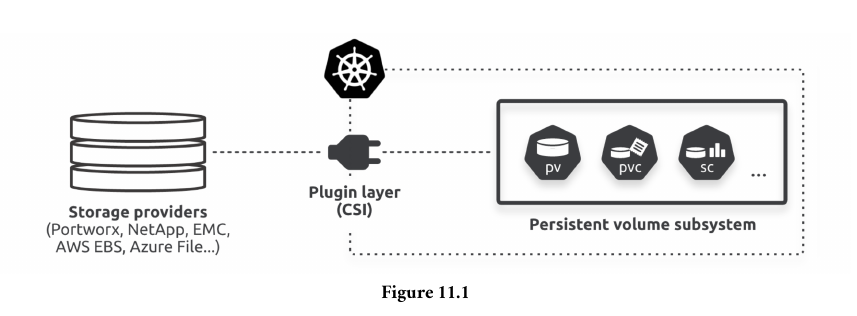 pv
pvc
sc
...
Plugin layer
(CSI)
Storage providers
(Portworx, NetApp, EMC,
AWS EBS, Azure File...)
Persistent volume subsystem
Figure 11.1